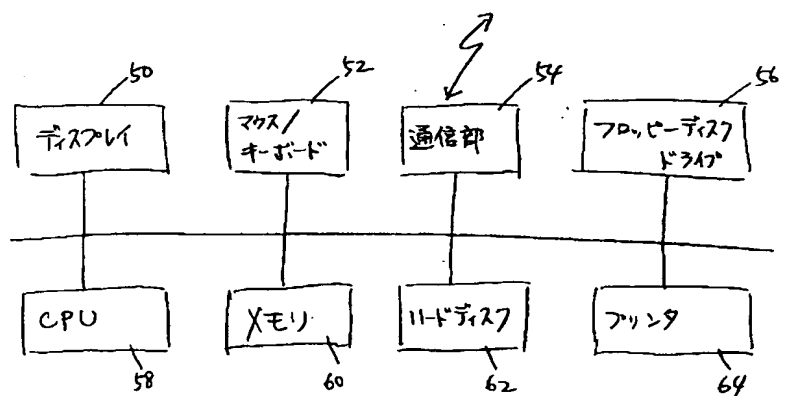 50
52
54
56
ディスプレイ
マウス/
キーボード
通信部
フロッピーディスク
ドライブ
CPU
メモリ
ハードディスク
プリンタ
58
60
62
64